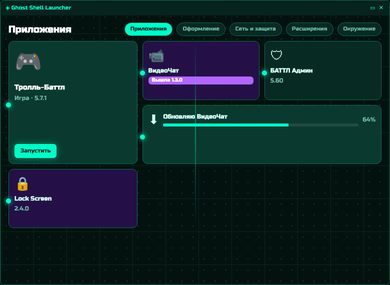 Ghost Shell Launcher
Приложения
Приложения
Оформление
Сеть и защита
Расширения
Окружение
Тролль-Баттл
Игра · 5.7.1
Запустить
ВидеоЧат
Вышла 1.3.0
БАТТЛ Админ
5.60
Обновляю ВидеоЧат
64%
Lock Screen
2.4.0